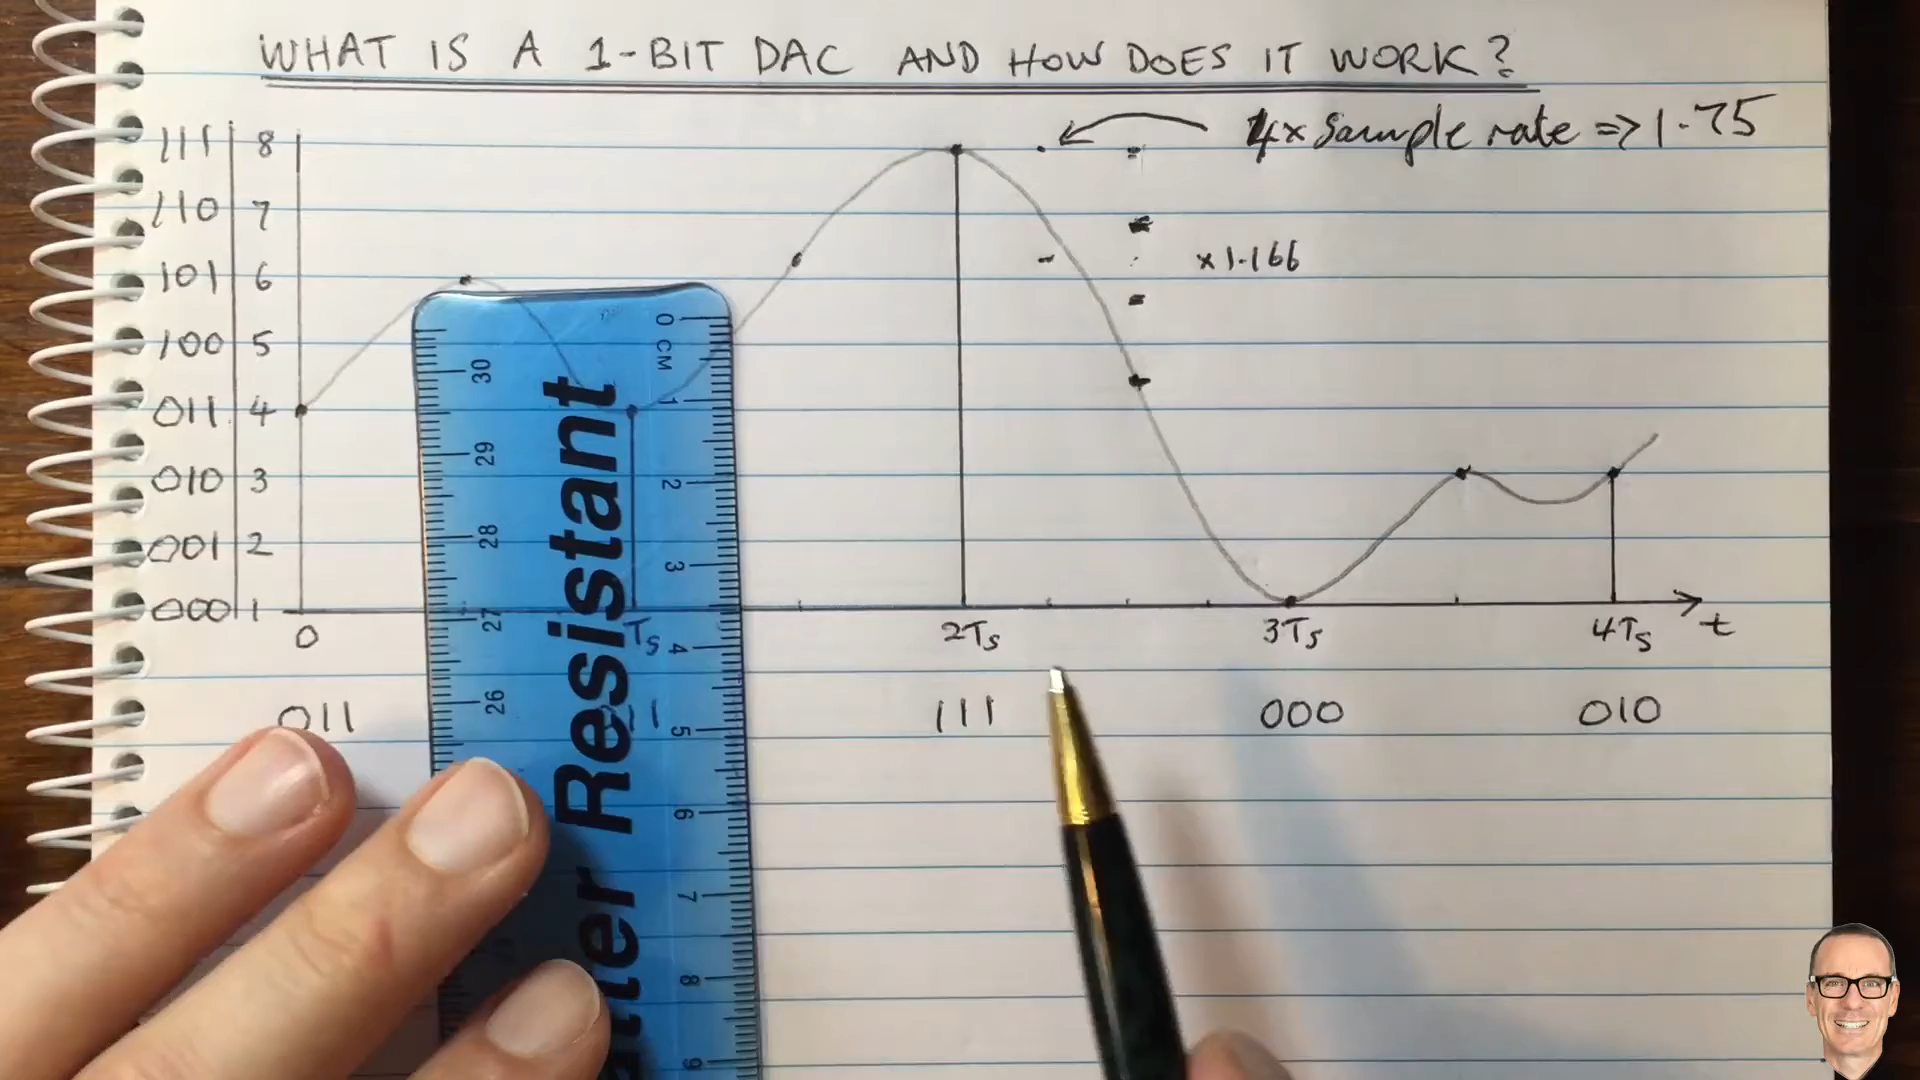 WHAT IS A 1-BIT DAC AND HOW DOES IT WORK?
4x sample rate => 1.75
111 8
110 7
101 6
x1.166
100 5
011 4
010 3
001 2
000 1
0 Ts 2Ts 3Ts 4Ts t
011 111 000 010
0 CM 1 2 3 4 5 6 7 8 9
30 29 28 27 26
Resistant